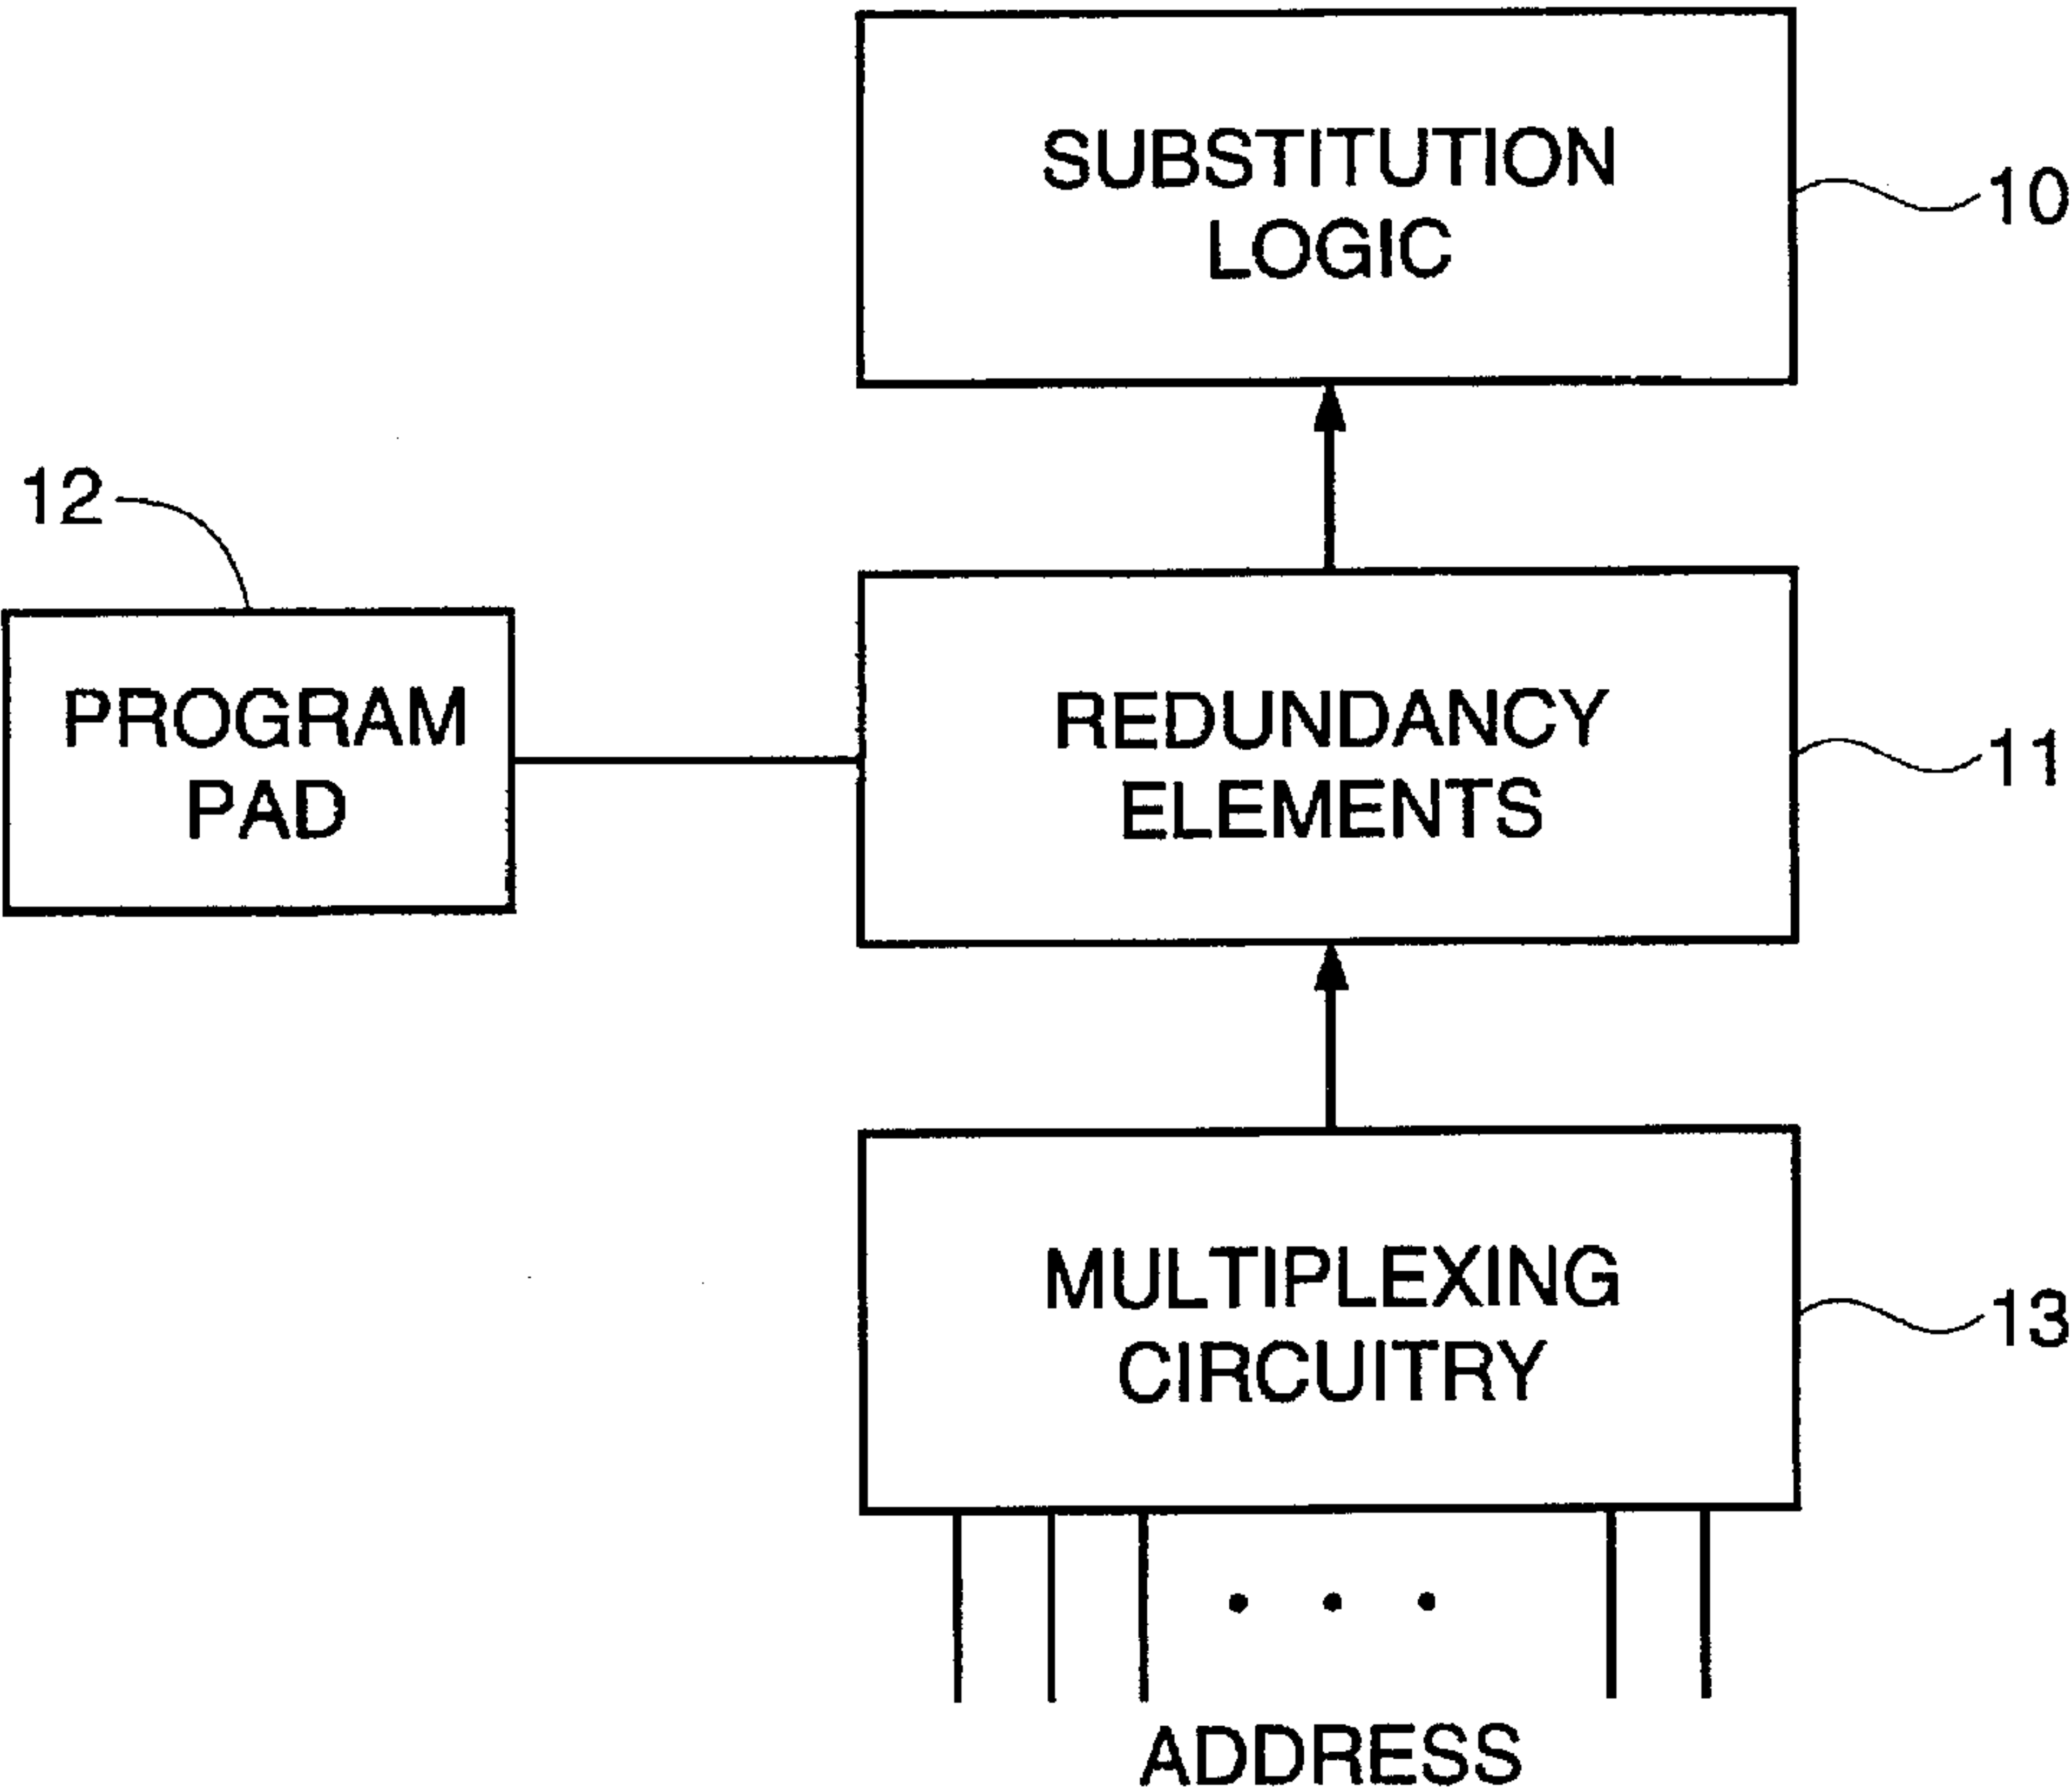 SUBSTITUTION
LOGIC
10
12
PROGRAM
PAD
REDUNDANCY
ELEMENTS
11
MULTIPLEXING
CIRCUITRY
13
ADDRESS